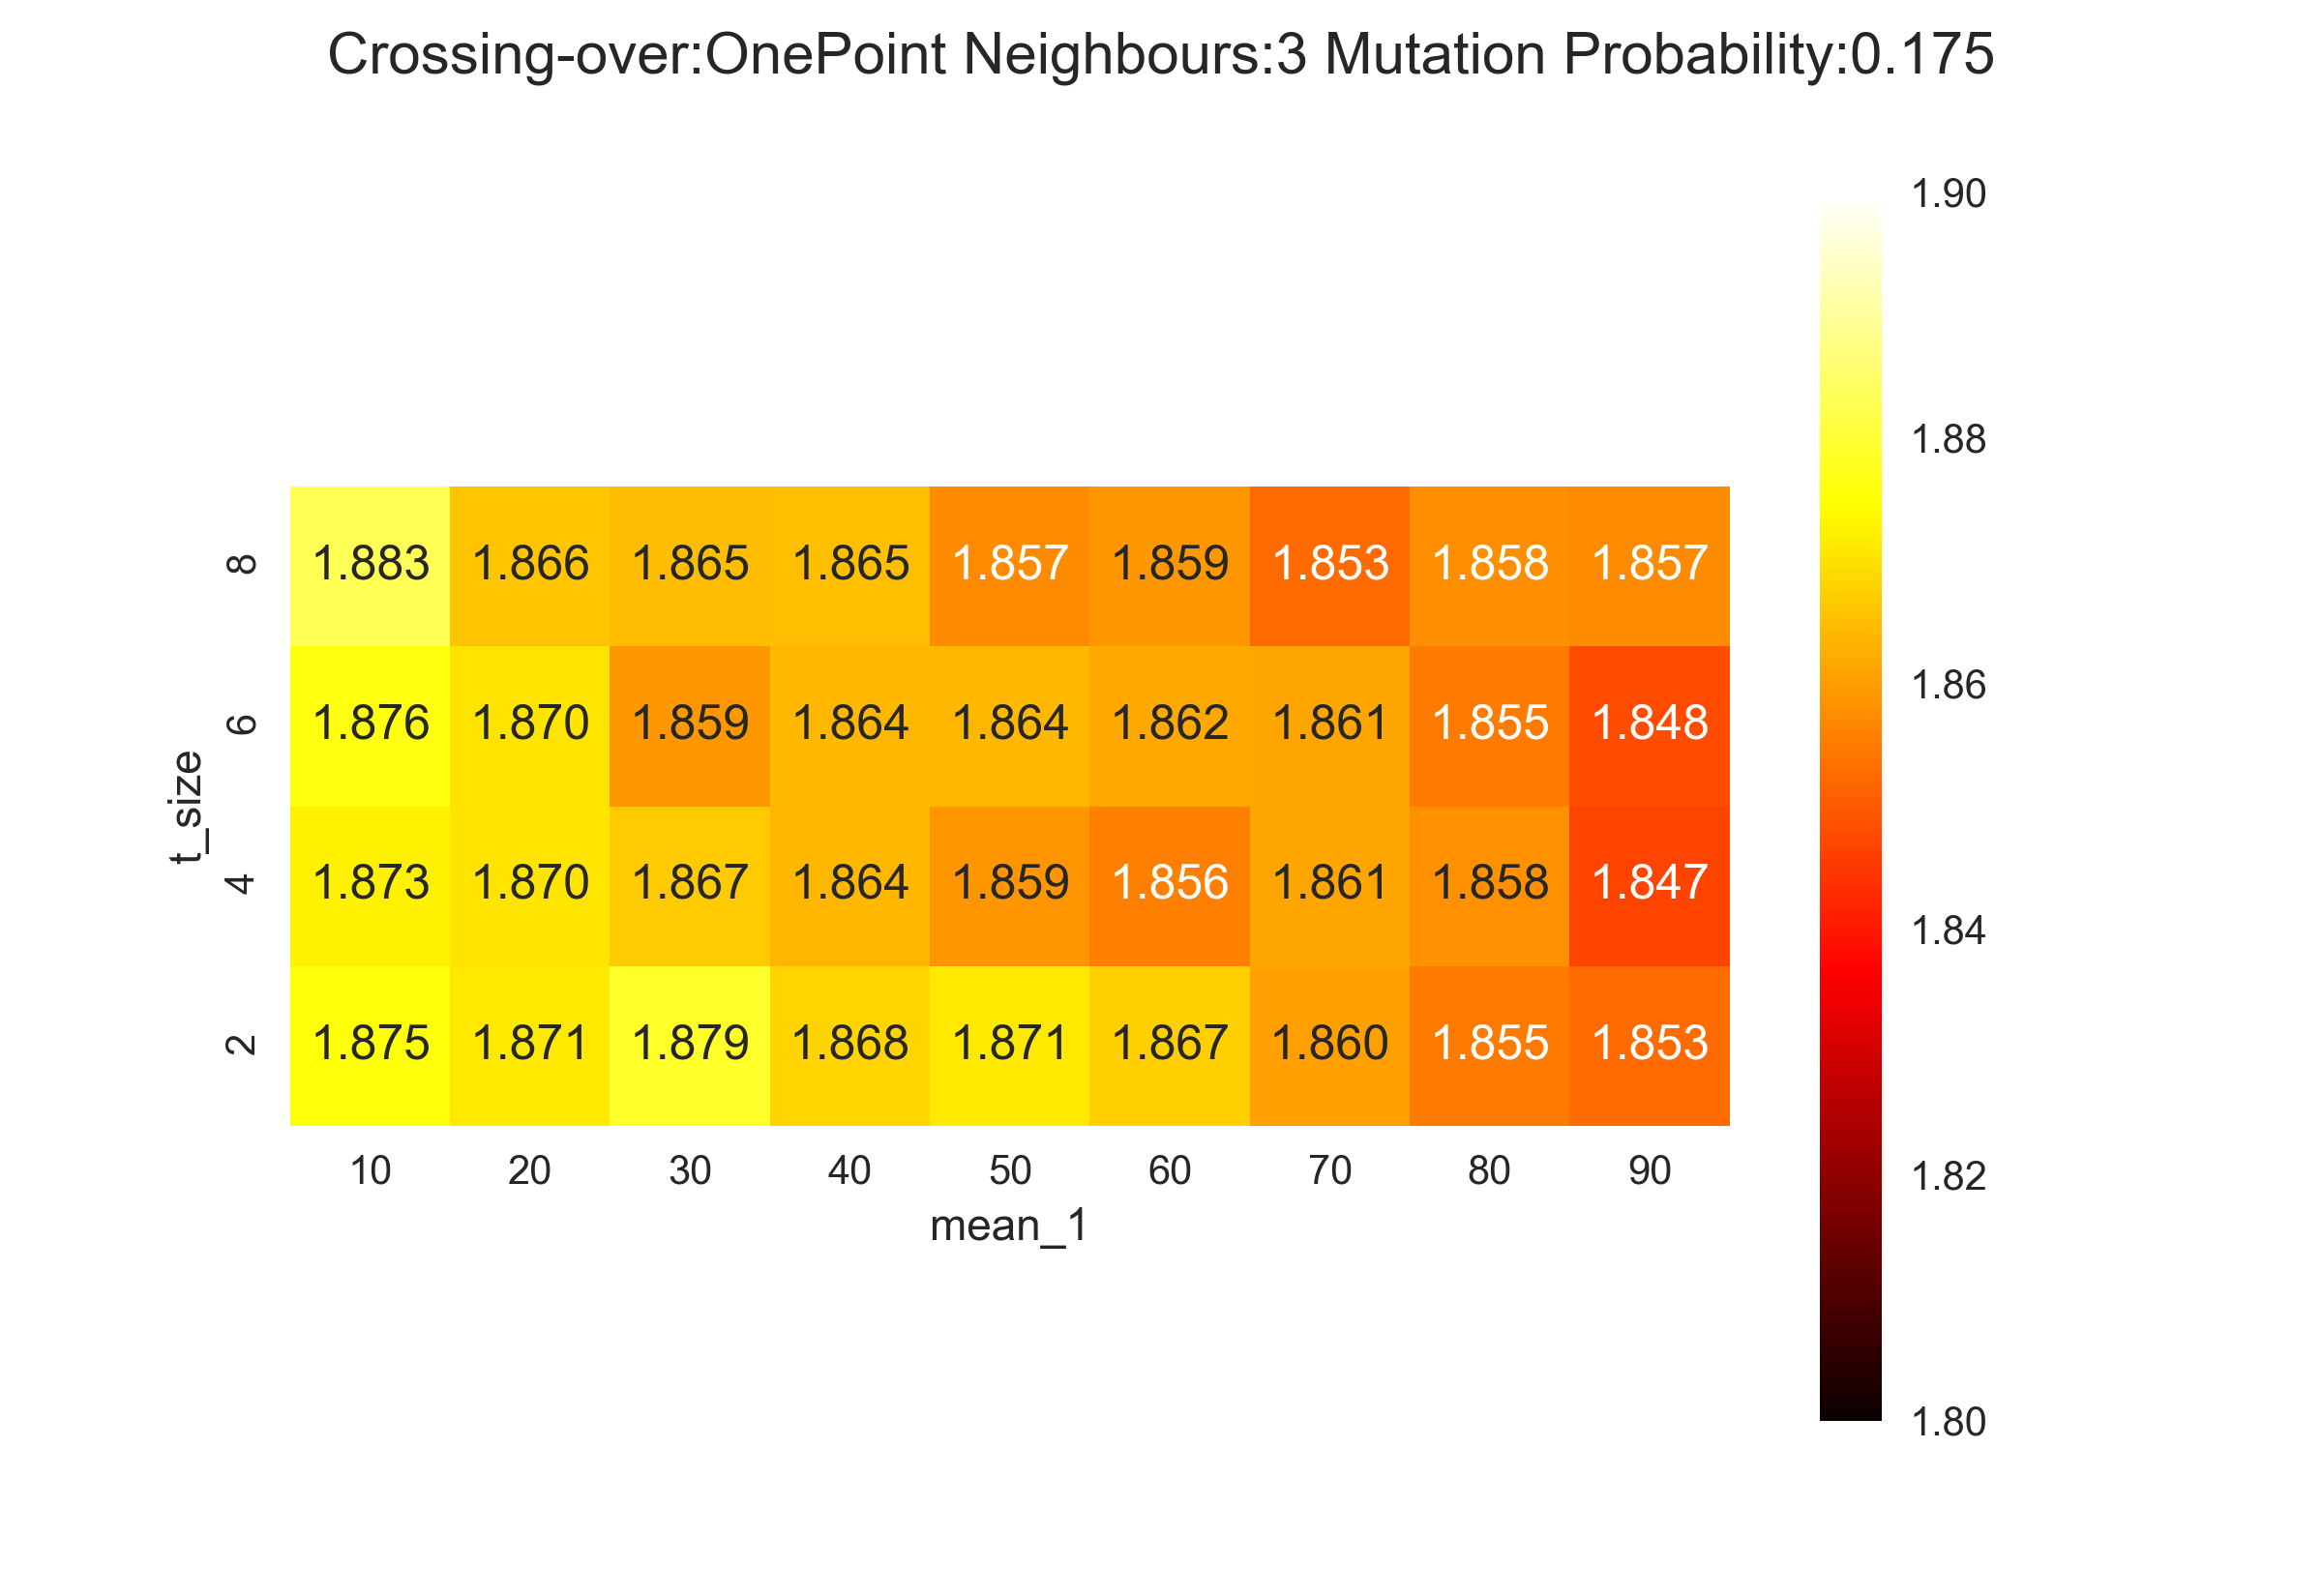 Crossing-over:OnePoint Neighbours:3 Mutation Probability:0.175
1.90
1.88
1.86
1.84
1.82
1.80
t_size
8 1.883 1.866 1.865 1.865 1.857 1.859 1.853 1.858 1.857
6 1.876 1.870 1.859 1.864 1.864 1.862 1.861 1.855 1.848
4 1.873 1.870 1.867 1.864 1.859 1.856 1.861 1.858 1.847
2 1.875 1.871 1.879 1.868 1.871 1.867 1.860 1.855 1.853
10 20 30 40 50 60 70 80 90
mean_1